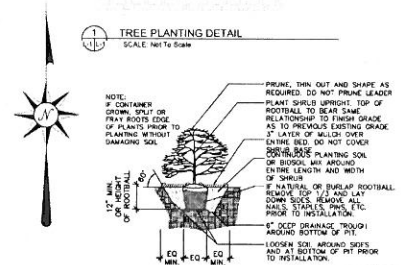 1
L-1 L-1
TREE PLANTING DETAIL
SCALE: Not To Scale
N
NOTE:
IF CONTAINER
GROWN, SPLIT OR
FRAY ROOTS EDGE
OF PLANTS PRIOR TO
PLANTING WITHOUT
DAMAGING SOIL
PRUNE, THIN OUT AND SHAPE AS
REQUIRED. DO NOT PRUNE LEADER
PLANT SHRUB UPRIGHT. TOP OF
ROOTBALL TO BEAR SAME
RELATIONSHIP TO FINISH GRADE
AS TO PREVIOUS EXISTING GRADE
3" LAYER OF MULCH OVER
ENTIRE BED. DO NOT COVER
SHRUB BASE
CONTINUOUS PLANTING SOIL
OR BIOSOIL MIX AROUND
ENTIRE LENGTH AND WIDTH
OF SHRUB
IF NATURAL OR BURLAP ROOTBALL
REMOVE TOP 1/3 AND LAY
DOWN SIDES. REMOVE ALL
NAILS, STAPLES, PINS, ETC.
PRIOR TO INSTALLATION.
6" DEEP DRAINAGE TROUGH
AROUND BOTTOM OF PIT.
LOOSEN SOIL AROUND SIDES
AND AT BOTTOM OF PIT PRIOR
TO INSTALLATION.
12" MIN.
OR HEIGHT
OF ROOTBALL
60°
EQ EQ EQ
MIN. MIN.